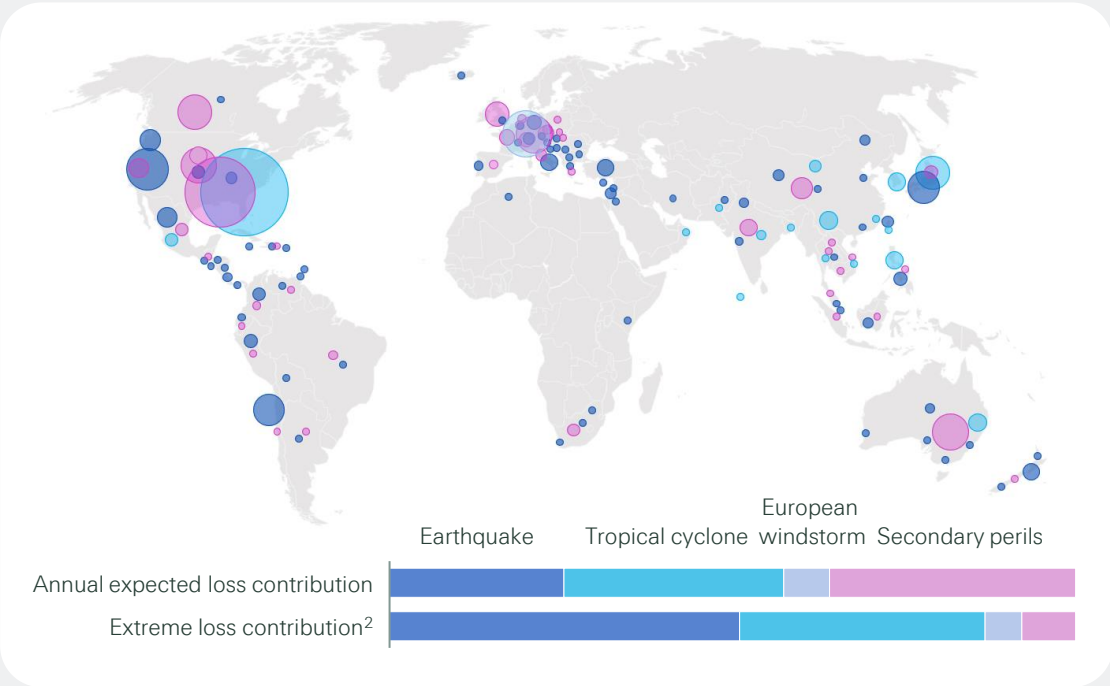 European
Earthquake Tropical cyclone windstorm Secondary perils
Annual expected loss contribution
Extreme loss contribution²